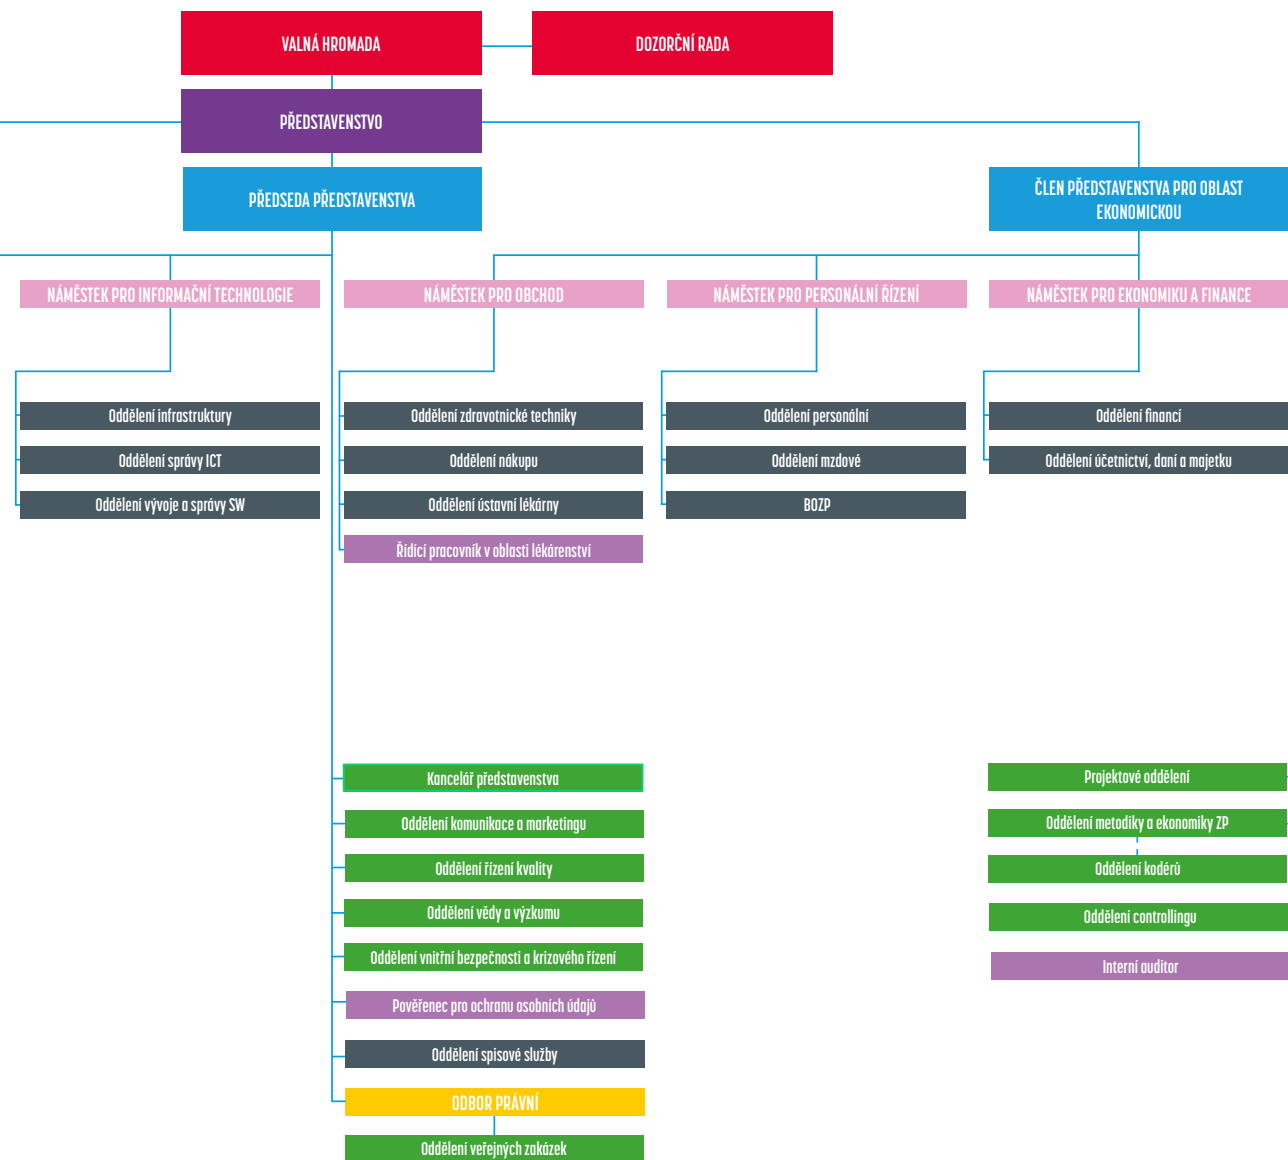 VALNÁ HROMADA
DOZORČNÍ RADA
PŘEDSTAVENSTVO
PŘEDSEDA PŘEDSTAVENSTVA
ČLEN PŘEDSTAVENSTVA PRO OBLAST
EKONOMICKOU
NÁMĚSTEK PRO INFORMAČNÍ TECHNOLOGIE
NÁMĚSTEK PRO OBCHOD
NÁMĚSTEK PRO PERSONÁLNÍ ŘÍZENÍ
NÁMĚSTEK PRO EKONOMIKU A FINANCE
Oddělení infrastruktury
Oddělení správy ICT
Oddělení vývoje a správy SW
Oddělení zdravotnické techniky
Oddělení nákupu
Oddělení ústavní lékárny
Řídící pracovník v oblasti lékárenství
Oddělení personální
Oddělení mzdové
BOZP
Oddělení financí
Oddělení účetnictví, daní a majetku
Kancelář představenstva
Oddělení komunikace a marketingu
Oddělení řízení kvality
Oddělení vědy a výzkumu
Oddělení vnitřní bezpečnosti a krizového řízení
Pověřenec pro ochranu osobních údajů
Oddělení spisové služby
ODBOR PRÁVNÍ
Oddělení veřejných zakázek
Projektové oddělení
Oddělení metodiky a ekonomiky ZP
Oddělení kodérů
Oddělení controllingu
Interní auditor